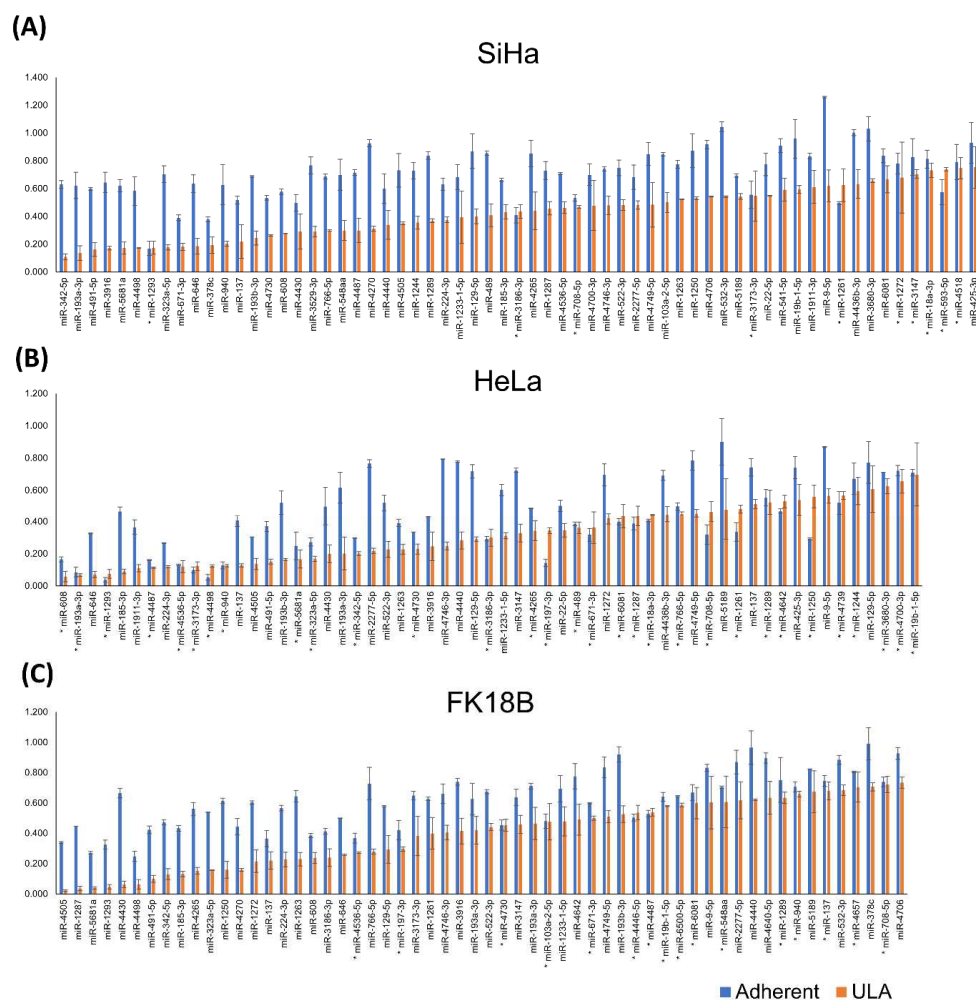 (A)
SiHa
1.400
1.200
1.000
0.800
0.600
0.400
0.200
0.000
miR-342-5p
miR-193a-3p
miR-491-5p
miR-3916
miR-5681a
miR-4498
* miR-1293
miR-323a-5p
miR-671-3p
miR-646
miR-378c
miR-940
miR-137
miR-193b-3p
miR-4730
miR-608
miR-4430
miR-3529-3p
miR-766-5p
miR-548aa
miR-4487
miR-4270
miR-4440
miR-4505
miR-1244
miR-1289
miR-224-3p
miR-1233-1-5p
miR-129-5p
miR-489
miR-185-3p
* miR-3186-3p
miR-4265
miR-1287
miR-4536-5p
* miR-708-5p
miR-4700-3p
miR-4746-3p
miR-522-3p
miR-2277-5p
miR-4749-5p
miR-103a-2-5p
miR-1263
miR-1250
miR-4706
miR-532-3p
miR-5189
* miR-3173-3p
miR-22-5p
miR-541-5p
miR-19b-1-5p
miR-1911-3p
miR-9-5p
* miR-1261
miR-4436b-3p
miR-3680-3p
miR-6081
* miR-1272
* miR-3147
* miR-18a-3p
* miR-593-5p
* miR-4518
miR-425-3p
(B)
HeLa
1.200
1.000
0.800
0.600
0.400
0.200
0.000
* miR-608
* miR-193a-3p
miR-646
* miR-1293
miR-185-3p
miR-1911-3p
* miR-4487
miR-224-3p
* miR-4536-5p
* miR-3173-3p
* miR-4498
* miR-940
miR-137
miR-4505
miR-491-5p
miR-193b-3p
* miR-5681a
* miR-323a-5p
miR-4430
miR-193a-3p
* miR-342-5p
miR-2277-5p
miR-522-3p
miR-1263
* miR-4730
miR-3916
miR-4746-3p
miR-4440
miR-129-5p
* miR-3186-3p
miR-1233-1-5p
miR-3147
* miR-4265
* miR-197-3p
miR-22-5p
* miR-489
* miR-671-3p
miR-1272
* miR-6081
* miR-1287
* miR-18a-3p
miR-4436b-3p
* miR-766-5p
miR-4749-5p
* miR-708-5p
miR-5189
* miR-1261
miR-137
* miR-1289
* miR-4642
miR-425-3p
* miR-1250
miR-9-5p
* miR-4739
* miR-1244
miR-129-5p
* miR-3680-3p
* miR-4700-3p
* miR-19b-1-5p
(C)
FK18B
1.200
1.000
0.800
0.600
0.400
0.200
0.000
miR-4505
miR-1287
miR-5681a
miR-1293
miR-4430
miR-4498
miR-491-5p
miR-342-5p
miR-185-3p
miR-4265
miR-323a-5p
miR-1250
miR-4270
miR-1272
miR-137
miR-224-3p
miR-1263
miR-608
miR-3186-3p
miR-646
* miR-4536-5p
miR-766-5p
miR-129-5p
* miR-197-3p
miR-3173-3p
miR-1261
miR-4746-3p
miR-3916
miR-193a-3p
miR-522-3p
* miR-4730
miR-3147
miR-193a-3p
* miR-103a-2-5p
miR-1233-1-5p
miR-4642
* miR-671-3p
miR-4749-5p
miR-193b-3p
* miR-4446-5p
* miR-4487
* miR-19b-1-5p
* miR-6500-5p
* miR-6081
miR-9-5p
* miR-548aa
miR-2277-5p
miR-4440
miR-4640-5p
* miR-1289
* miR-940
miR-5189
* miR-137
miR-532-3p
* miR-4657
miR-378c
* miR-708-5p
miR-4706
Adherent
ULA